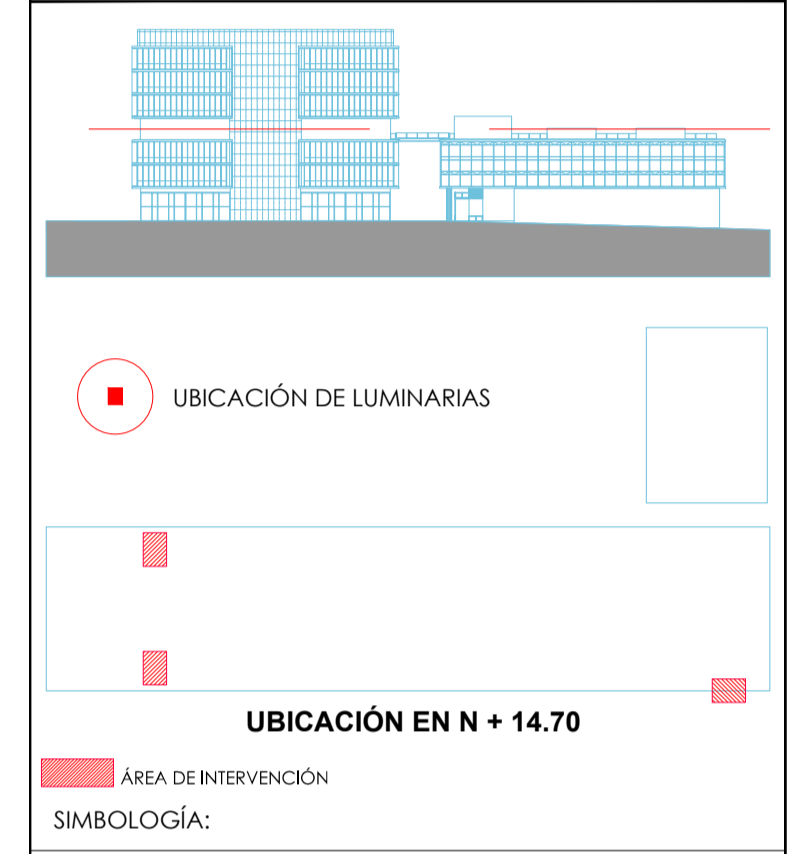 UBICACIÓN DE LUMINARIAS
UBICACIÓN EN N + 14.70
ÁREA DE INTERVENCIÓN
SIMBOLOGÍA: